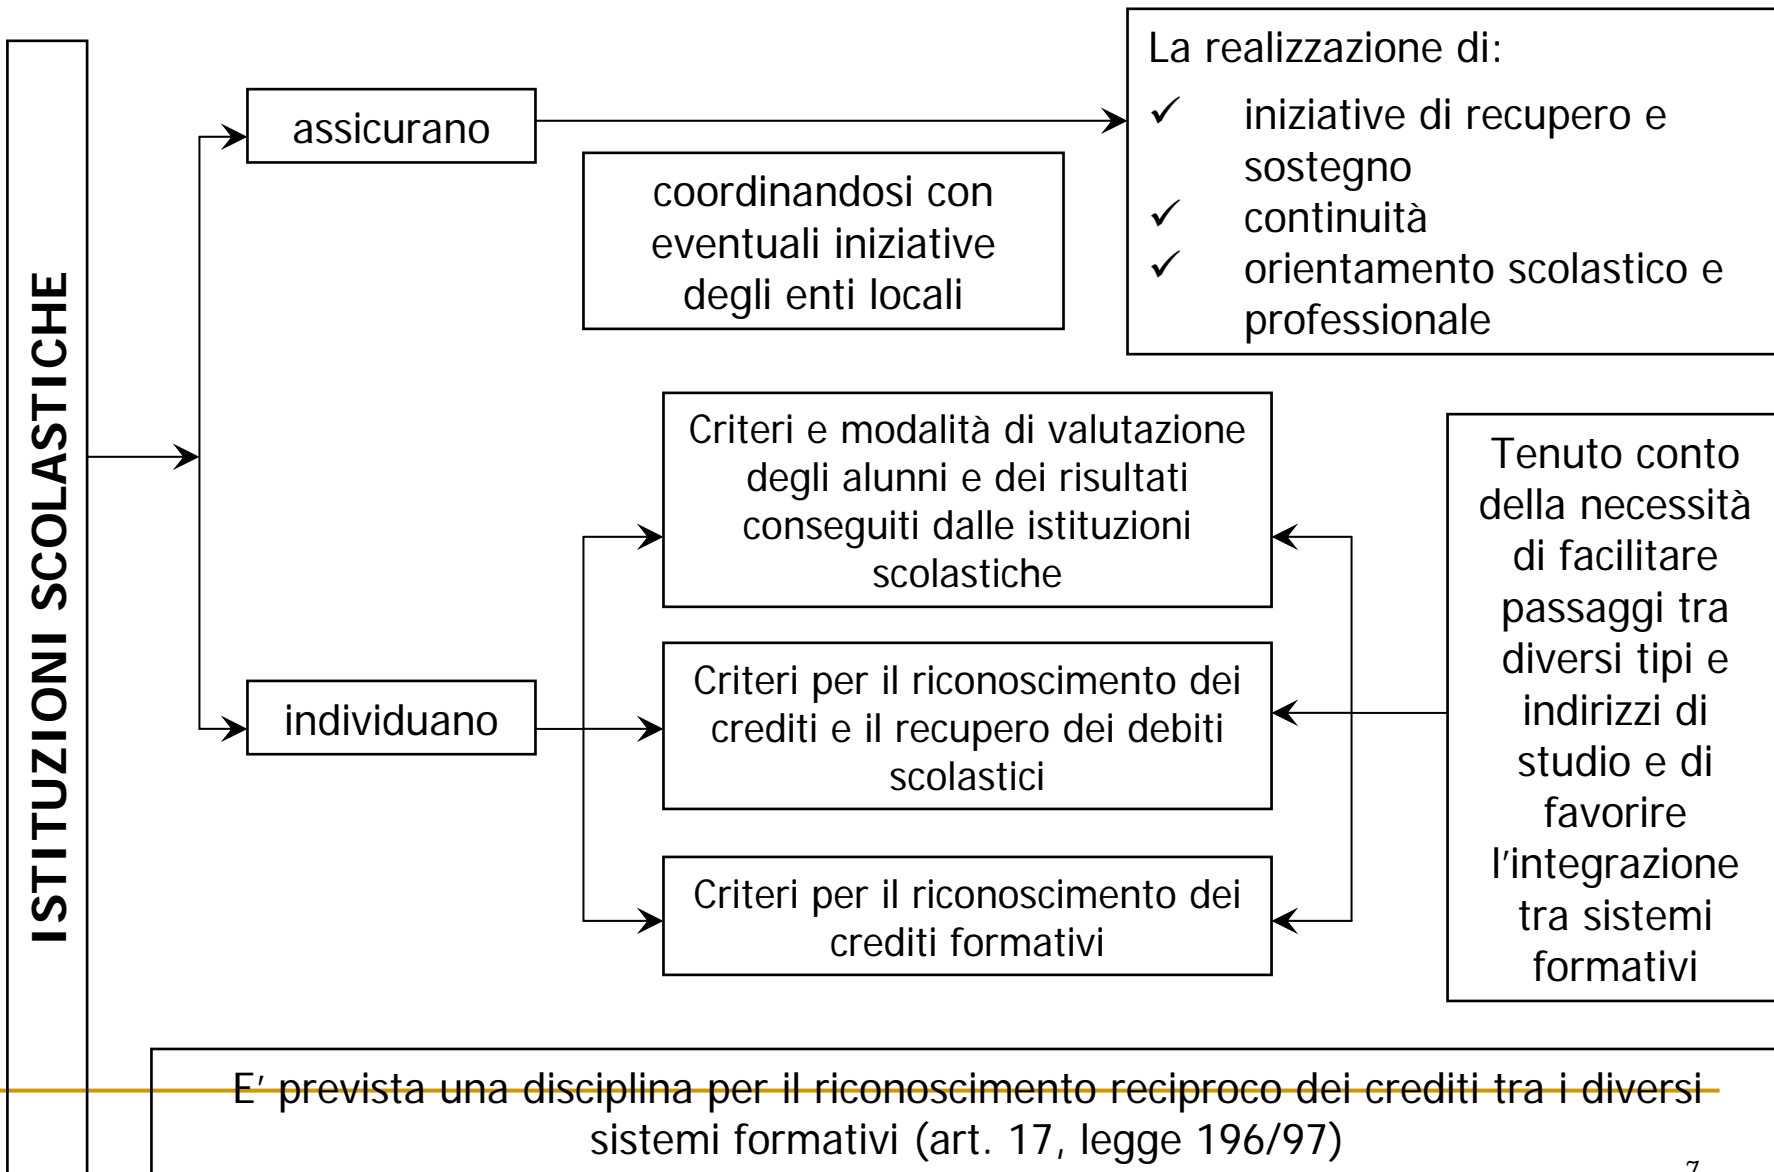 ISTITUZIONI SCOLASTICHE
assicurano
coordinandosi con
eventuali iniziative
degli enti locali
La realizzazione di:
✓ iniziative di recupero e
sostegno
✓ continuità
✓ orientamento scolastico e
professionale
individuano
Criteri e modalità di valutazione
degli alunni e dei risultati
conseguiti dalle istituzioni
scolastiche
Criteri per il riconoscimento dei
crediti e il recupero dei debiti
scolastici
Criteri per il riconoscimento dei
crediti formativi
Tenuto conto
della necessità
di facilitare
passaggi tra
diversi tipi e
indirizzi di
studio e di
favorire
l'integrazione
tra sistemi
formativi
E' prevista una disciplina per il riconoscimento reciproco dei crediti tra i diversi
sistemi formativi (art. 17, legge 196/97)
7